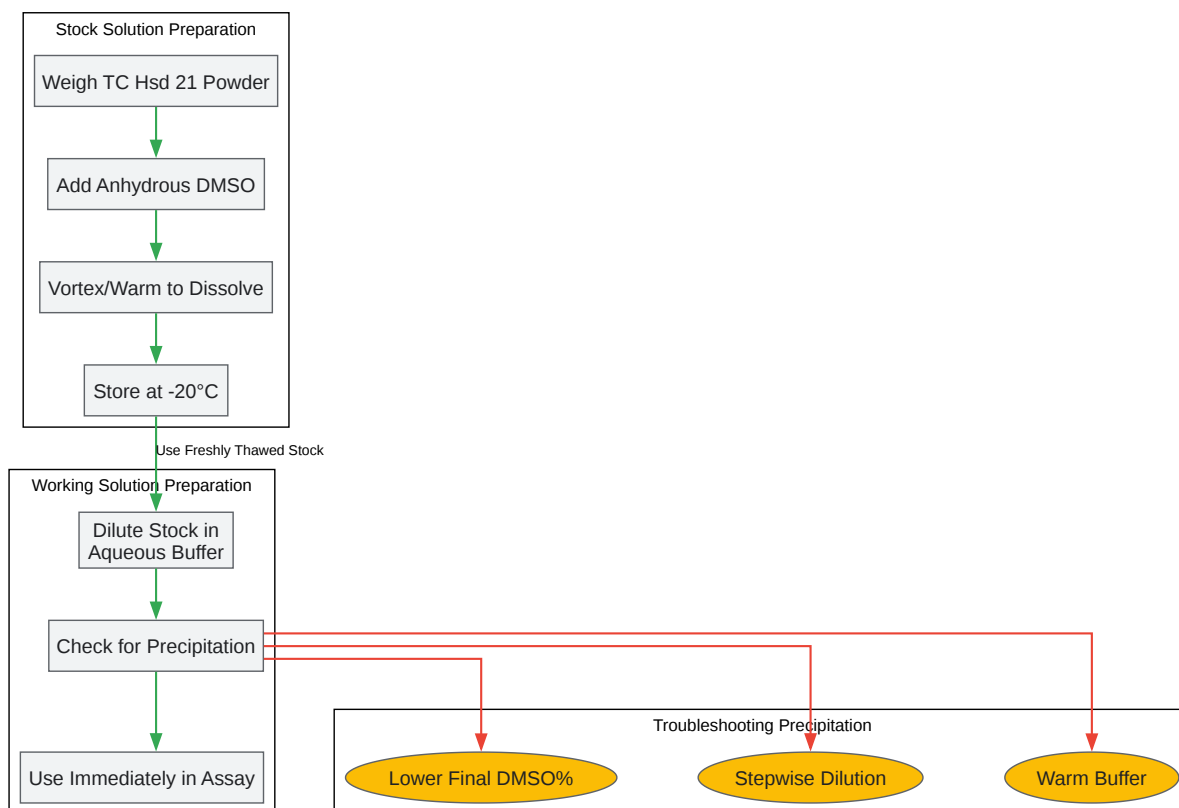 Stock Solution Preparation
Weigh TC Hsd 21 Powder
Add Anhydrous DMSO
Vortex/Warm to Dissolve
Store at -20°C
Use Freshly Thawed Stock
Working Solution Preparation
Dilute Stock in
Aqueous Buffer
Check for Precipitation
Use Immediately in Assay
Troubleshooting Precipitation
Lower Final DMSO%
Stepwise Dilution
Warm Buffer